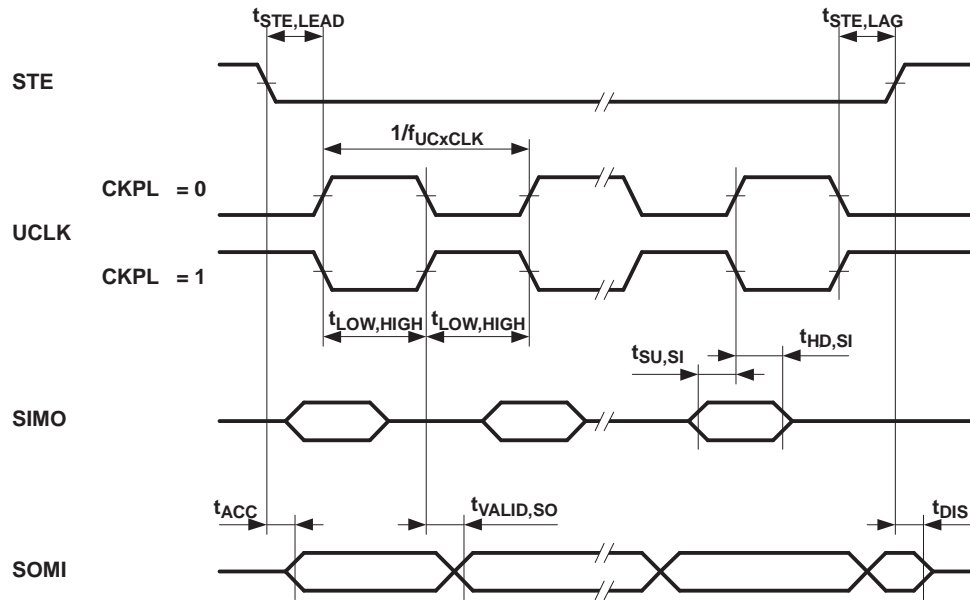 tSTE,LEAD
tSTE,LAG
STE
1/fUCxCLK
CKPL = 0
UCLK
CKPL = 1
tLOW,HIGH tLOW,HIGH
tSU,SI
tHD,SI
SIMO
tACC
tVALID,SO
tDIS
SOMI